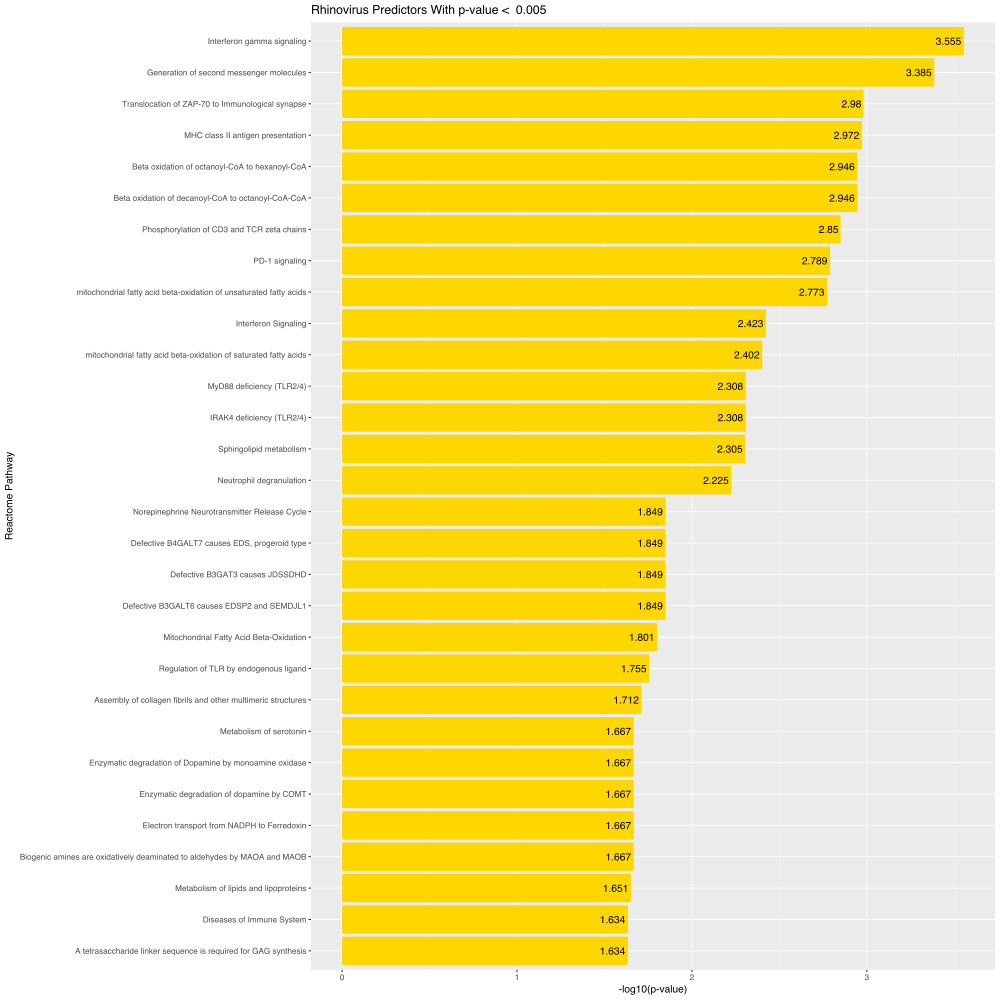 Rhinovirus Predictors With p-value < 0.005
Reactome Pathway
Interferon gamma signaling 3.555
Generation of second messenger molecules 3.385
Translocation of ZAP-70 to Immunological synapse 2.98
MHC class II antigen presentation 2.972
Beta oxidation of octanoyl-CoA to hexanoyl-CoA 2.946
Beta oxidation of decanoyl-CoA to octanoyl-CoA-CoA 2.946
Phosphorylation of CD3 and TCR zeta chains 2.85
PD-1 signaling 2.789
mitochondrial fatty acid beta-oxidation of unsaturated fatty acids 2.773
Interferon Signaling 2.423
mitochondrial fatty acid beta-oxidation of saturated fatty acids 2.402
MyD88 deficiency (TLR2/4) 2.308
IRAK4 deficiency (TLR2/4) 2.308
Sphingolipid metabolism 2.305
Neutrophil degranulation 2.225
Norepinephrine Neurotransmitter Release Cycle 1.849
Defective B4GALT7 causes EDS, progeroid type 1.849
Defective B3GAT3 causes JDSSDHD 1.849
Defective B3GALT6 causes EDSP2 and SEMDJL1 1.849
Mitochondrial Fatty Acid Beta-Oxidation 1.801
Regulation of TLR by endogenous ligand 1.755
Assembly of collagen fibrils and other multimeric structures 1.712
Metabolism of serotonin 1.667
Enzymatic degradation of Dopamine by monoamine oxidase 1.667
Enzymatic degradation of dopamine by COMT 1.667
Electron transport from NADPH to Ferredoxin 1.667
Biogenic amines are oxidatively deaminated to aldehydes by MAOA and MAOB 1.667
Metabolism of lipids and lipoproteins 1.651
Diseases of Immune System 1.634
A tetrasaccharide linker sequence is required for GAG synthesis 1.634
0 1 2 3
-log10(p-value)